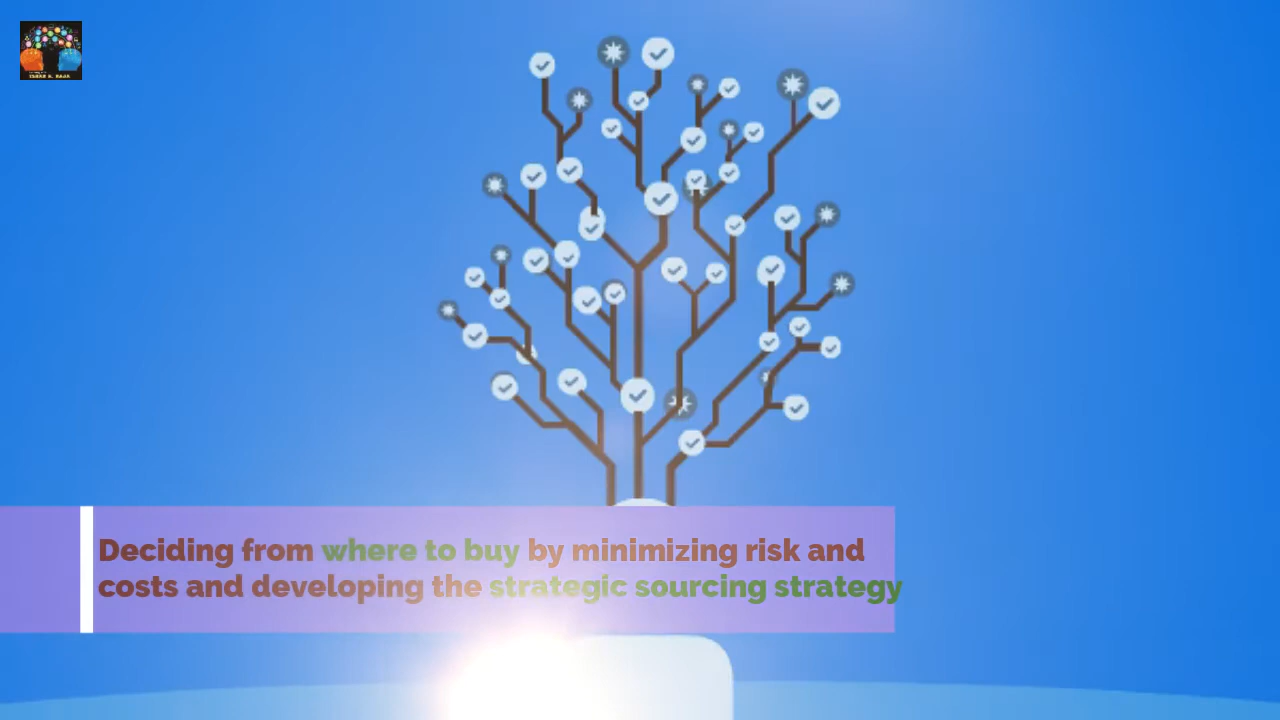 Deciding from where to buy by minimizing risk and
costs and developing the strategic sourcing strategy